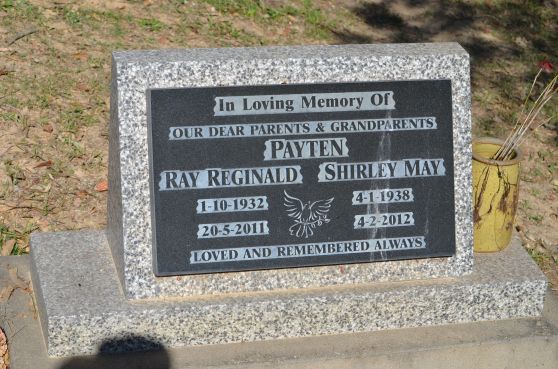 In Loving Memory Of
OUR DEAR PARENTS & GRANDPARENTS
PAYTEN
RAY REGINALD SHIRLEY MAY
1-10-1932 4-1-1938
20-5-2011 4-2-2012
LOVED AND REMEMBERED ALWAYS